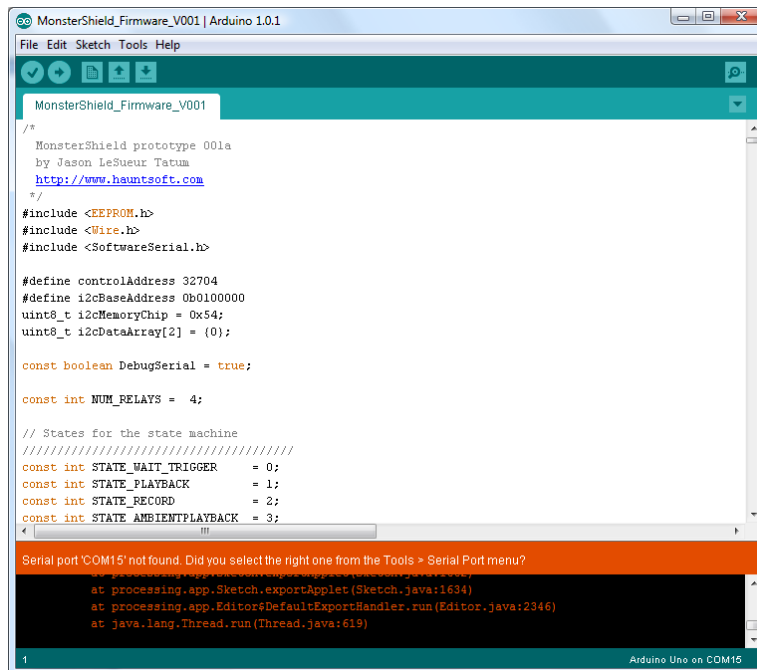 MonsterShield_Firmware_V001 | Arduino 1.0.1
File Edit Sketch Tools Help
MonsterShield_Firmware_V001
/*
MonsterShield prototype 001a
by Jason LeSueur Tatum
http://www.hauntsoft.com
*/
#include <EEPROM.h>
#include <Wire.h>
#include <SoftwareSerial.h>
#define controlAddress 32704
#define i2cBaseAddress 0b0100000
uint8_t i2cMemoryChip = 0x54;
uint8_t i2cDataArray[2] = {0};
const boolean DebugSerial = true;
const int NUM_RELAYS = 4;
// States for the state machine
///////////////////////////////////////
const int STATE_WAIT_TRIGGER = 0;
const int STATE_PLAYBACK = 1;
const int STATE_RECORD = 2;
const int STATE_AMBIENTPLAYBACK = 3;
Serial port 'COM15' not found. Did you select the right one from the Tools > Serial Port menu?
at processing.app.Sketch.exportApplet(Sketch.java:1634)
at processing.app.Editor$DefaultExportHandler.run(Editor.java:2346)
at java.lang.Thread.run(Thread.java:619)
1
Arduino Uno on COM15